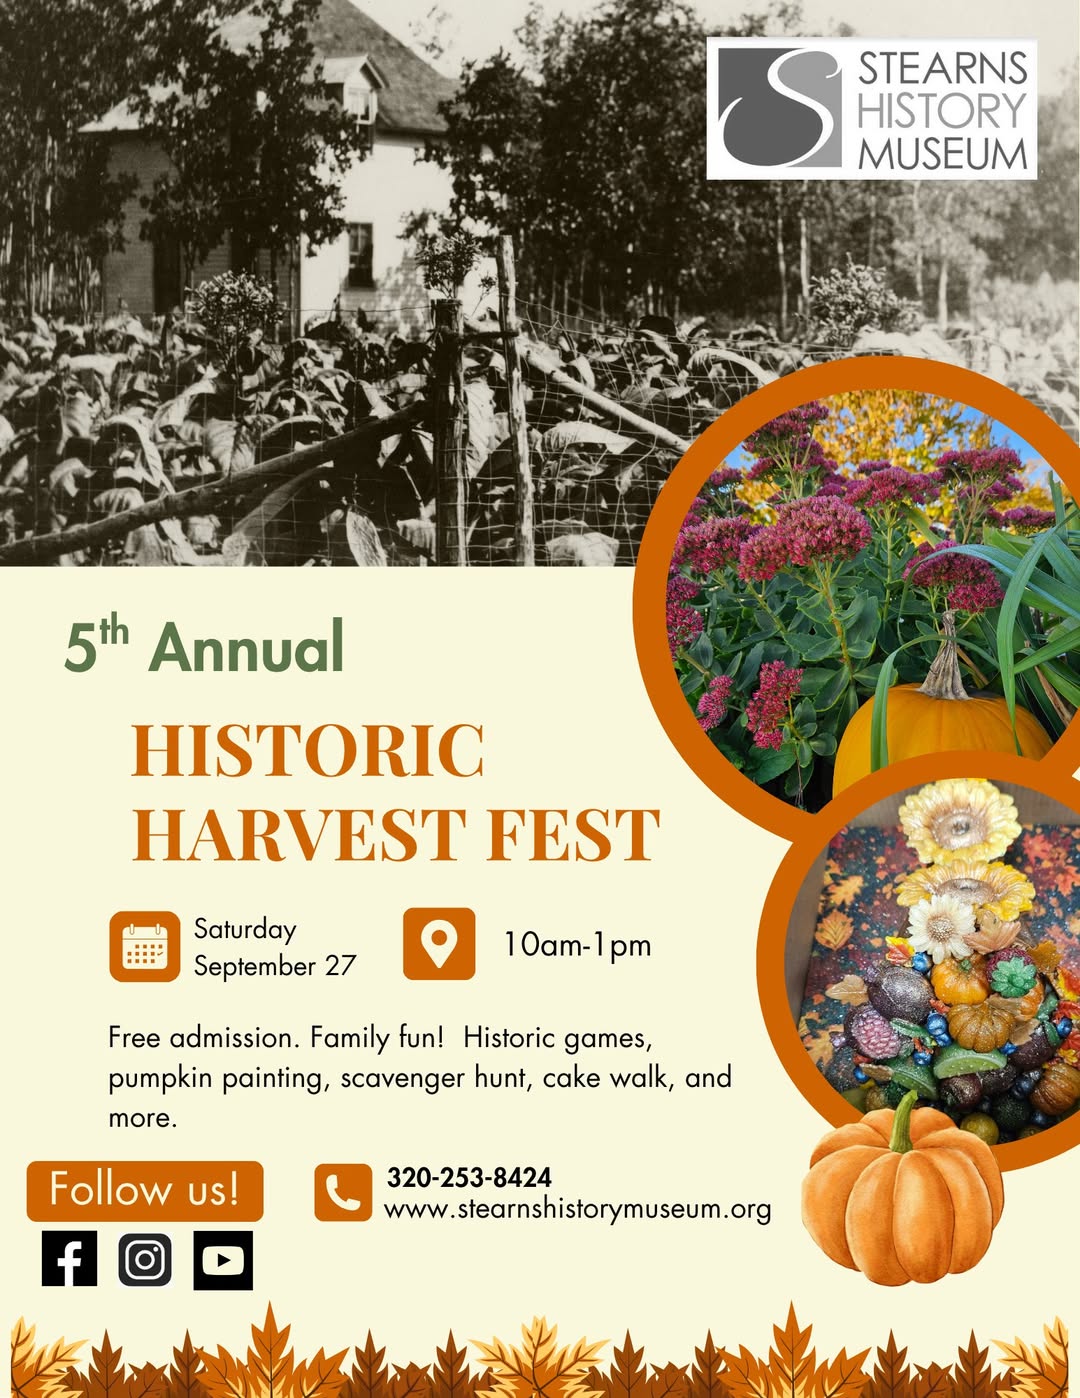 STEARNS
HISTORY
MUSEUM
5th Annual
HISTORIC
HARVEST FEST
Saturday
September 27
10am-1pm
Free admission. Family fun!  Historic games,
pumpkin painting, scavenger hunt, cake walk, and
more.
Follow us!
320-253-8424
www.stearnshistorymuseum.org